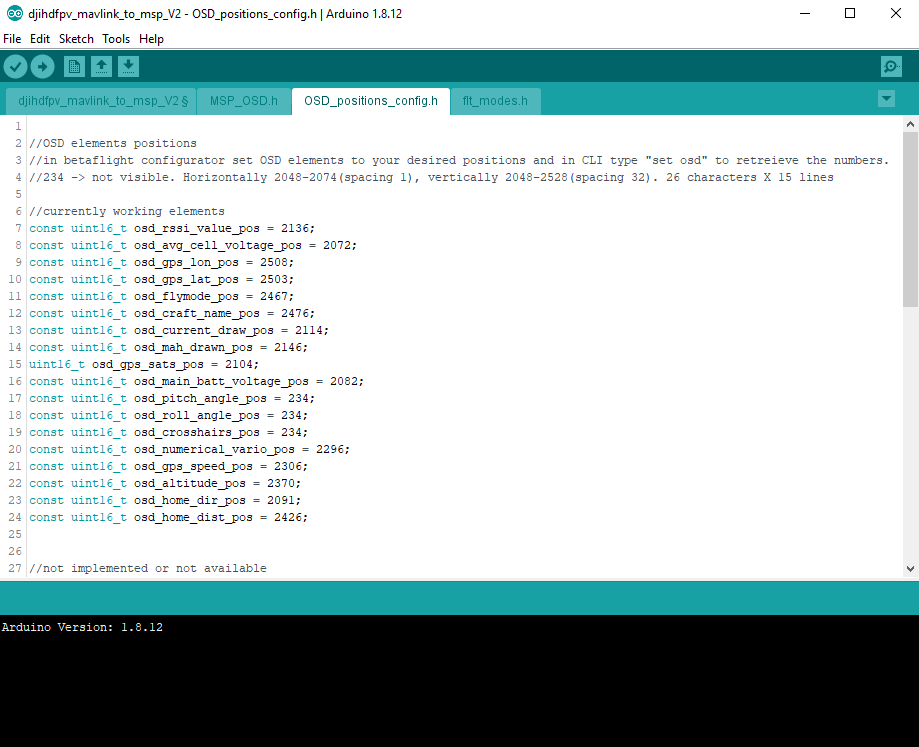 djihdfpv_mavlink_to_msp_V2 - OSD_positions_config.h | Arduino 1.8.12
File Edit Sketch Tools Help
djihdfpv_mavlink_to_msp_V2 § MSP_OSD.h OSD_positions_config.h flt_modes.h
1
2 //OSD elements positions
3 //in betaflight configurator set OSD elements to your desired positions and in CLI type "set osd" to retreieve the numbers.
4 //234 -> not visible. Horizontally 2048-2074(spacing 1), vertically 2048-2528(spacing 32). 26 characters X 15 lines
5
6 //currently working elements
7 const uint16_t osd_rssi_value_pos = 2136;
8 const uint16_t osd_avg_cell_voltage_pos = 2072;
9 const uint16_t osd_gps_lon_pos = 2508;
10 const uint16_t osd_gps_lat_pos = 2503;
11 const uint16_t osd_flymode_pos = 2467;
12 const uint16_t osd_craft_name_pos = 2476;
13 const uint16_t osd_current_draw_pos = 2114;
14 const uint16_t osd_mah_drawn_pos = 2146;
15 uint16_t osd_gps_sats_pos = 2104;
16 const uint16_t osd_main_batt_voltage_pos = 2082;
17 const uint16_t osd_pitch_angle_pos = 234;
18 const uint16_t osd_roll_angle_pos = 234;
19 const uint16_t osd_crosshairs_pos = 234;
20 const uint16_t osd_numerical_vario_pos = 2296;
21 const uint16_t osd_gps_speed_pos = 2306;
22 const uint16_t osd_altitude_pos = 2370;
23 const uint16_t osd_home_dir_pos = 2091;
24 const uint16_t osd_home_dist_pos = 2426;
25
26
27 //not implemented or not available
Arduino Version: 1.8.12